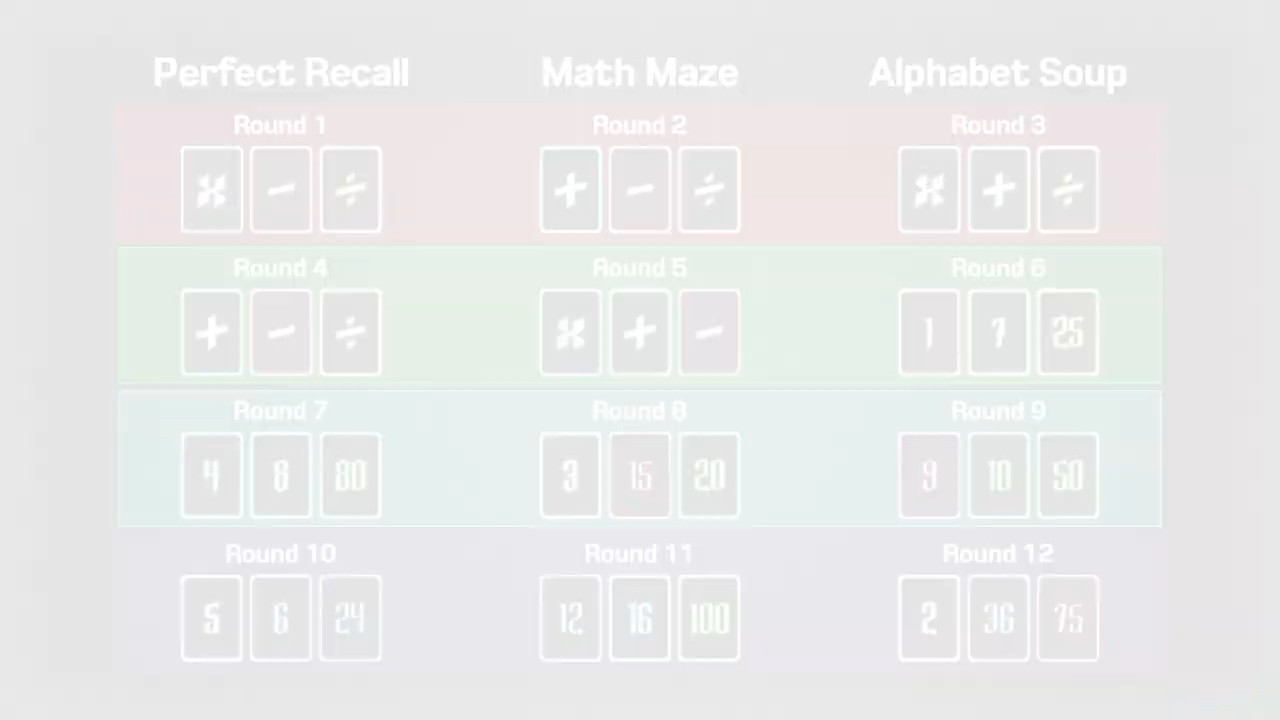 Perfect Recall Math Maze Alphabet Soup
Round 1 Round 2 Round 3
× − ÷ + − ÷ × + ÷
Round 4 Round 5 Round 6
+ − ÷ × + − 1 7 25
Round 7 Round 8 Round 9
4 8 80 3 15 20 9 10 50
Round 10 Round 11 Round 12
5 6 24 12 16 100 2 36 75